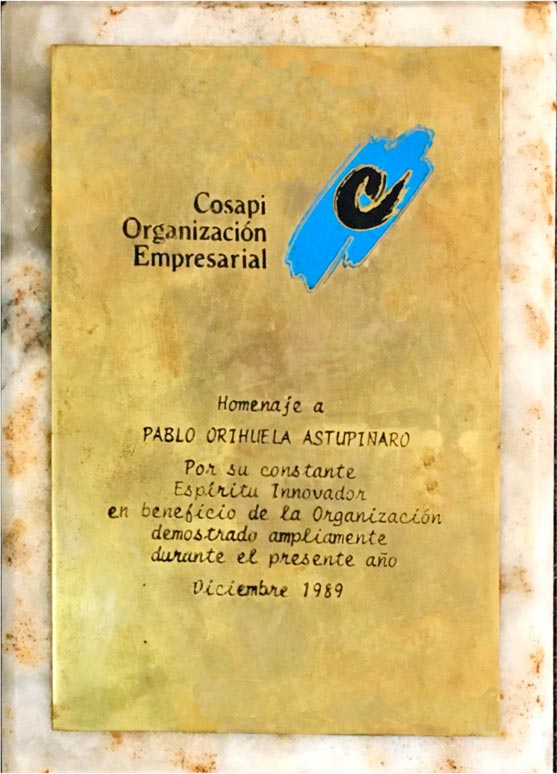 Cosapi
Organización
Empresarial
Homenaje a
PABLO ORIHUELA ASTUPINARO
Por su constante
Espíritu Innovador
en beneficio de la Organización
demostrado ampliamente
durante el presente año
Diciembre 1989